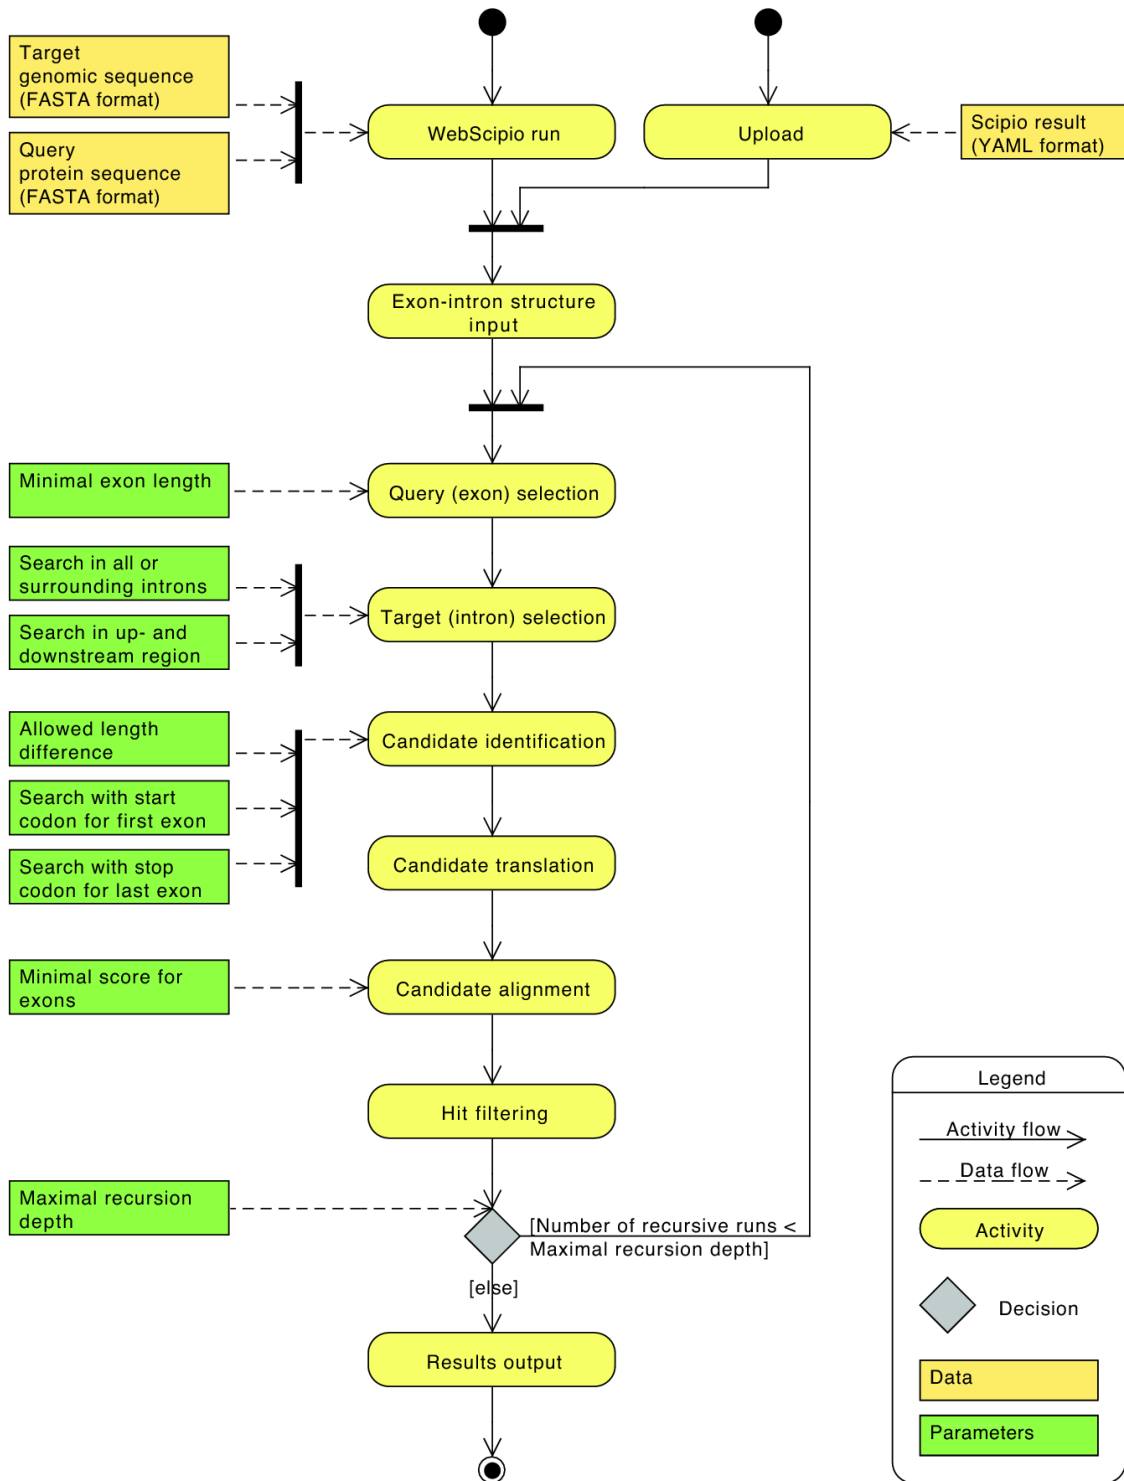 Target
genomic sequence
(FASTA format)
Query
protein sequence
(FASTA format)
WebScipio run
Upload
Scipio result
(YAML format)
Exon-intron structure
input
Minimal exon length
Query (exon) selection
Search in all or
surrounding introns
Search in up- and
downstream region
Target (intron) selection
Allowed length
difference
Search with start
codon for first exon
Search with stop
codon for last exon
Candidate identification
Candidate translation
Minimal score for
exons
Candidate alignment
Hit filtering
Maximal recursion
depth
[Number of recursive runs <
Maximal recursion depth]
[else]
Results output
Legend
Activity flow
Data flow
Activity
Decision
Data
Parameters